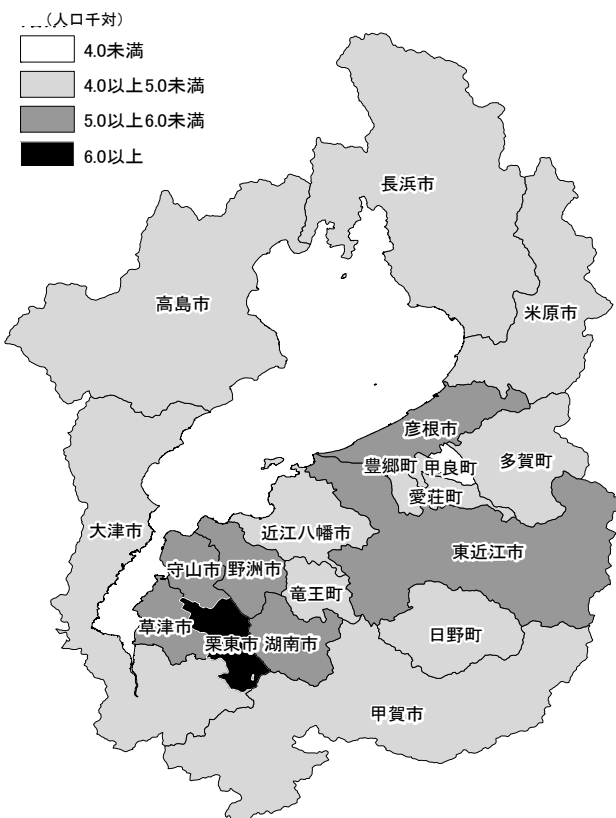 （人口千対）
4.0未満
4.0以上5.0未満
5.0以上6.0未満
6.0以上
長浜市
高島市
米原市
彦根市
豊郷町
甲良町
多賀町
愛荘町
大津市
近江八幡市
東近江市
守山市
野洲市
竜王町
草津市
栗東市
湖南市
日野町
甲賀市